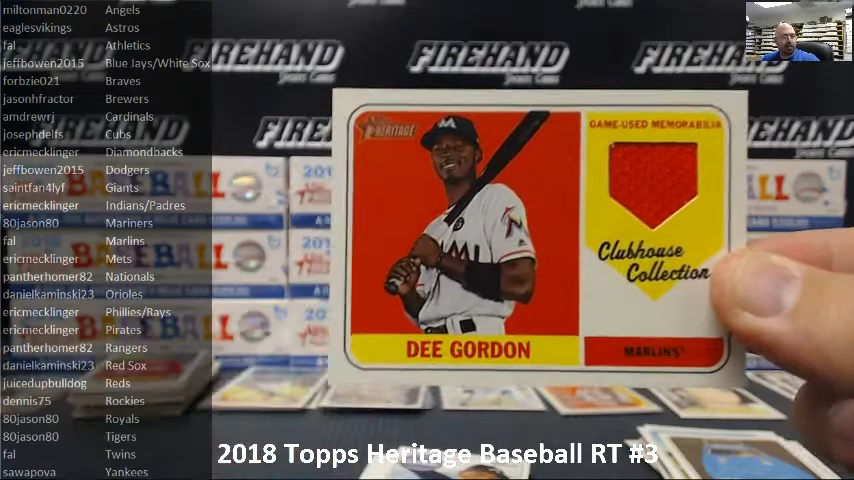 miltonman0220 Angels
eaglesvikings Astros
fal Athletics
jeffbowen2015 Blue Jays/White Sox
forbzie021 Braves
jasonhfractor Brewers
amdrewrj Cardinals
josephdelfs Cubs
ericmecklinger Diamondbacks
jeffbowen2015 Dodgers
saintfan4lyf Giants
ericmecklinger Indians/Padres
80jason80 Mariners
fal Marlins
ericmecklinger Mets
pantherhomer82 Nationals
danielkaminski23 Orioles
ericmecklinger Phillies/Rays
ericmecklinger Pirates
pantherhomer82 Rangers
danielkaminski23 Red Sox
juicedupbulldog Reds
dennis75 Rockies
80jason80 Royals
80jason80 Tigers
fal Twins
sawapova Yankees
FIREHAND
FIREHAND
FIREHAND
FIREHAND
FIREHAND
HERITAGE
GAME-USED MEMORABILIA
Clubhouse
Collection
DEE GORDON
MARLINS
BASEBALL
BASEBALL
BASEBALL
2018 Topps Heritage Baseball RT #3